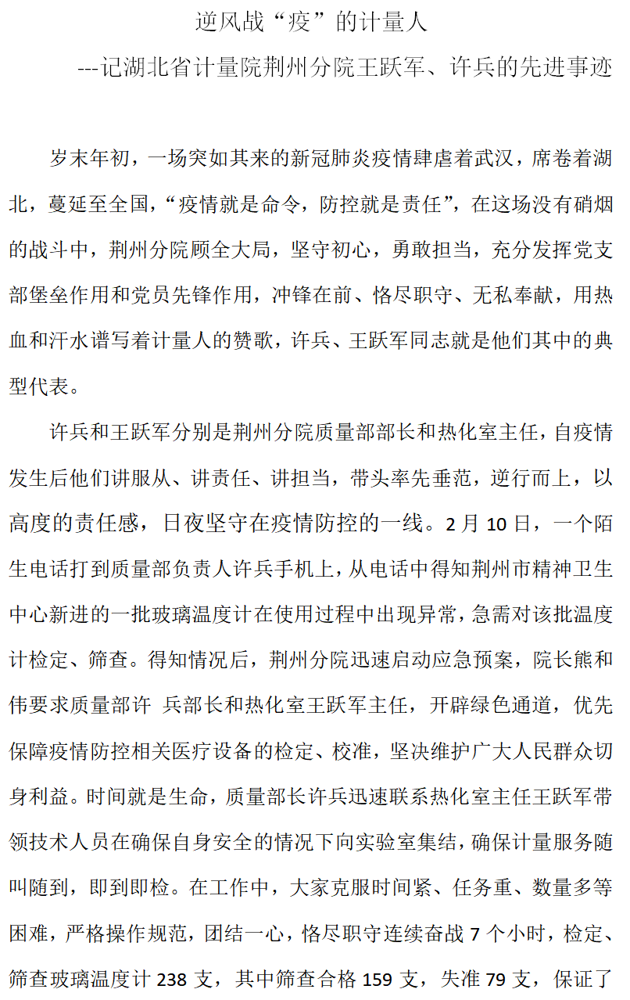 逆风战“疫”的计量人
---记湖北省计量院荆州分院王跃军、许兵的先进事迹
岁末年初，一场突如其来的新冠肺炎疫情肆虐着武汉，席卷着湖
北，蔓延至全国，“疫情就是命令，防控就是责任”，在这场没有硝烟
的战斗中，荆州分院顾全大局，坚守初心，勇敢担当，充分发挥党支
部堡垒作用和党员先锋作用，冲锋在前、恪尽职守、无私奉献，用热
血和汗水谱写着计量人的赞歌，许兵、王跃军同志就是他们其中的典
型代表。
许兵和王跃军分别是荆州分院质量部部长和热化室主任，自疫情
发生后他们讲服从、讲责任、讲担当，带头率先垂范，逆行而上，以
高度的责任感，日夜坚守在疫情防控的一线。2 月 10 日，一个陌
生电话打到质量部负责人许兵手机上，从电话中得知荆州市精神卫生
中心新进的一批玻璃温度计在使用过程中出现异常，急需对该批温度
计检定、筛查。得知情况后，荆州分院迅速启动应急预案，院长熊和
伟要求质量部许 兵部长和热化室王跃军主任，开辟绿色通道，优先
保障疫情防控相关医疗设备的检定、校准，坚决维护广大人民群众切
身利益。时间就是生命，质量部长许兵迅速联系热化室主任王跃军带
领技术人员在确保自身安全的情况下向实验室集结，确保计量服务随
叫随到，即到即检。在工作中，大家克服时间紧、任务重、数量多等
困难，严格操作规范，团结一心，恪尽职守连续奋战 7 个小时，检定、
筛查玻璃温度计 238 支，其中筛查合格 159 支，失准 79 支，保证了